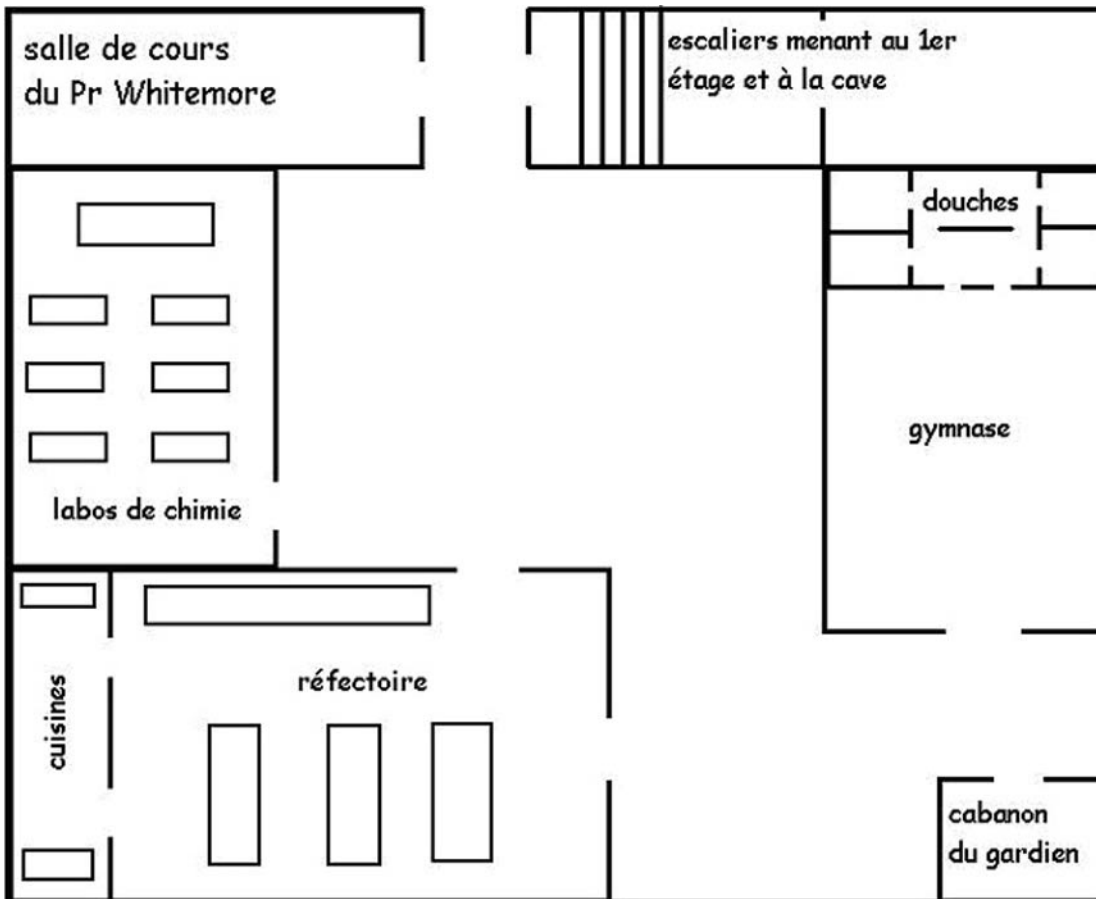 salle de cours
du Pr Whitemore
escaliers menant au 1er
étage et à la cave
douches
gymnase
labos de chimie
réfectoire
cuisines
cabanon
du gardien